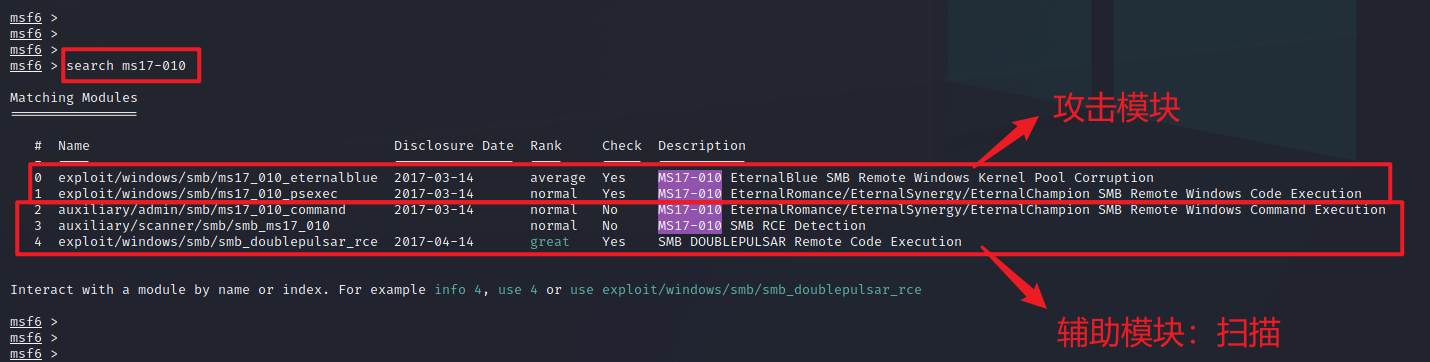 msf6 >
msf6 >
msf6 >
msf6 > search ms17-010
Matching Modules
================
攻击模块
# Name Disclosure Date Rank Check Description
- ---- --------------- ---- ----- -----------
0 exploit/windows/smb/ms17_010_eternalblue 2017-03-14 average Yes MS17-010 EternalBlue SMB Remote Windows Kernel Pool Corruption
1 exploit/windows/smb/ms17_010_psexec 2017-03-14 normal Yes MS17-010 EternalRomance/EternalSynergy/EternalChampion SMB Remote Windows Code Execution
2 auxiliary/admin/smb/ms17_010_command 2017-03-14 normal No MS17-010 EternalRomance/EternalSynergy/EternalChampion SMB Remote Windows Command Execution
3 auxiliary/scanner/smb/smb_ms17_010 normal No MS17-010 SMB RCE Detection
4 exploit/windows/smb/smb_doublepulsar_rce 2017-04-14 great Yes SMB DOUBLEPULSAR Remote Code Execution
Interact with a module by name or index. For example info 4, use 4 or use exploit/windows/smb/smb_doublepulsar_rce
辅助模块：扫描
msf6 >
msf6 >
msf6 >